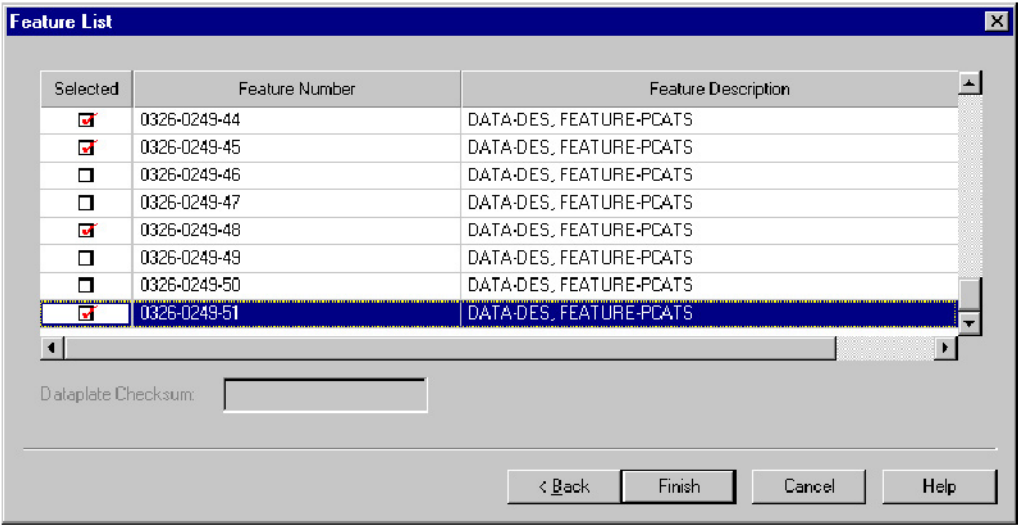 Feature List
Selected Feature Number Feature Description
0326-0249-44 DATA-DES, FEATURE-PCATS
0326-0249-45 DATA-DES, FEATURE-PCATS
0326-0249-46 DATA-DES, FEATURE-PCATS
0326-0249-47 DATA-DES, FEATURE-PCATS
0326-0249-48 DATA-DES, FEATURE-PCATS
0326-0249-49 DATA-DES, FEATURE-PCATS
0326-0249-50 DATA-DES, FEATURE-PCATS
0326-0249-51 DATA-DES, FEATURE-PCATS
Dataplate Checksum:
< Back Finish Cancel Help